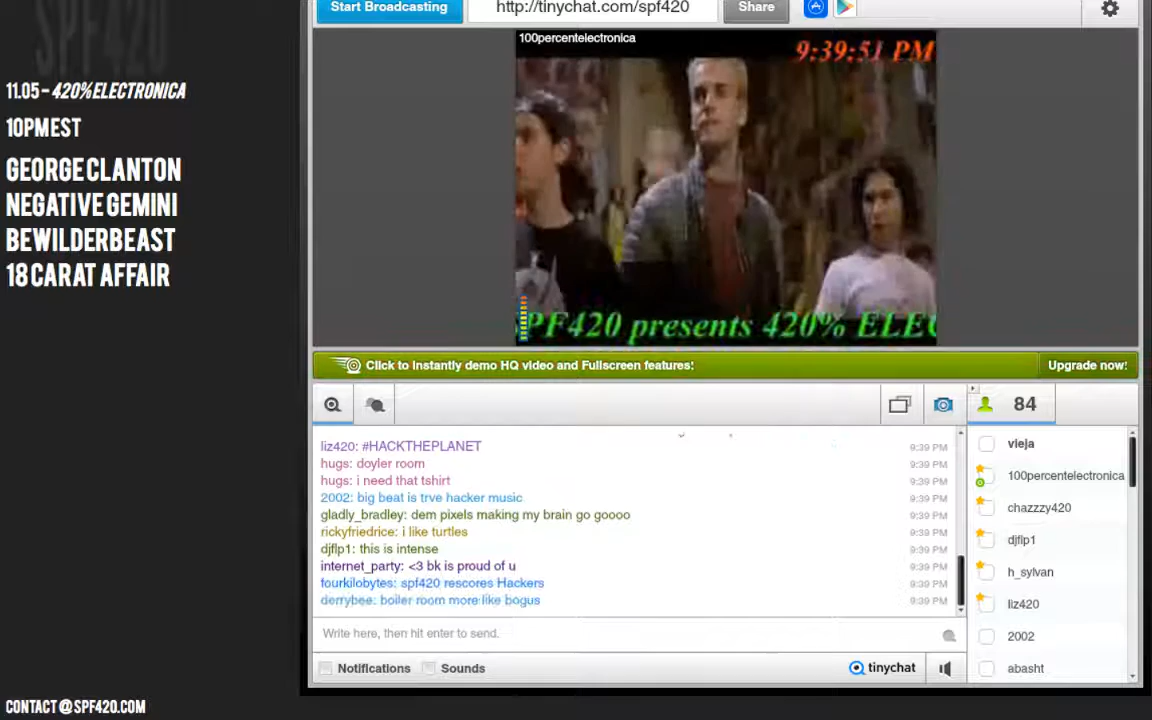 SPF420
11.05 - 420%ELECTRONICA
10PM EST
GEORGE CLANTON
NEGATIVE GEMINI
BEWILDERBEAST
18 CARAT AFFAIR
CONTACT@SPF420.COM
Start Broadcasting
http://tinychat.com/spf420
Share
100percentelectronica
9:39:51 PM
SPF420 presents 420% ELEC
Click to instantly demo HQ video and Fullscreen features!
Upgrade now!
84
liz420: #HACKTHEPLANET 9:39 PM
hugs: doyler room 9:39 PM
hugs: i need that tshirt 9:39 PM
2002: big beat is trve hacker music 9:39 PM
gladly_bradley: dem pixels making my brain go goooo 9:39 PM
rickyfriedrice: i like turtles 9:39 PM
djflp1: this is intense 9:39 PM
internet_party: <3 bk is proud of u 9:39 PM
fourkilobytes: spf420 rescores Hackers 9:39 PM
derrybee: boiler room more like bogus 9:39 PM
Write here, then hit enter to send.
Notifications
Sounds
tinychat
vieja
100percentelectronica
chazzzy420
djflp1
h_sylvan
liz420
2002
abasht